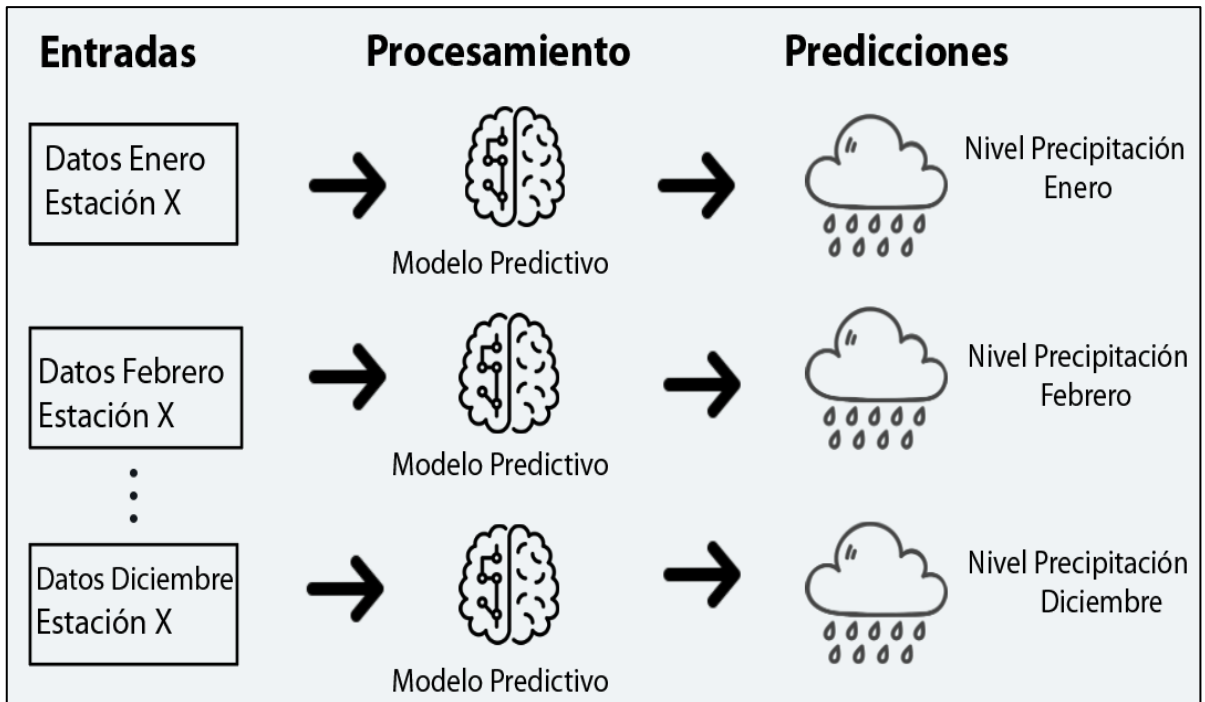 Entradas
Procesamiento
Predicciones
Datos Enero
Estación X
Modelo Predictivo
Nivel Precipitación
Enero
Datos Febrero
Estación X
Modelo Predictivo
Nivel Precipitación
Febrero
Datos Diciembre
Estación X
Modelo Predictivo
Nivel Precipitación
Diciembre